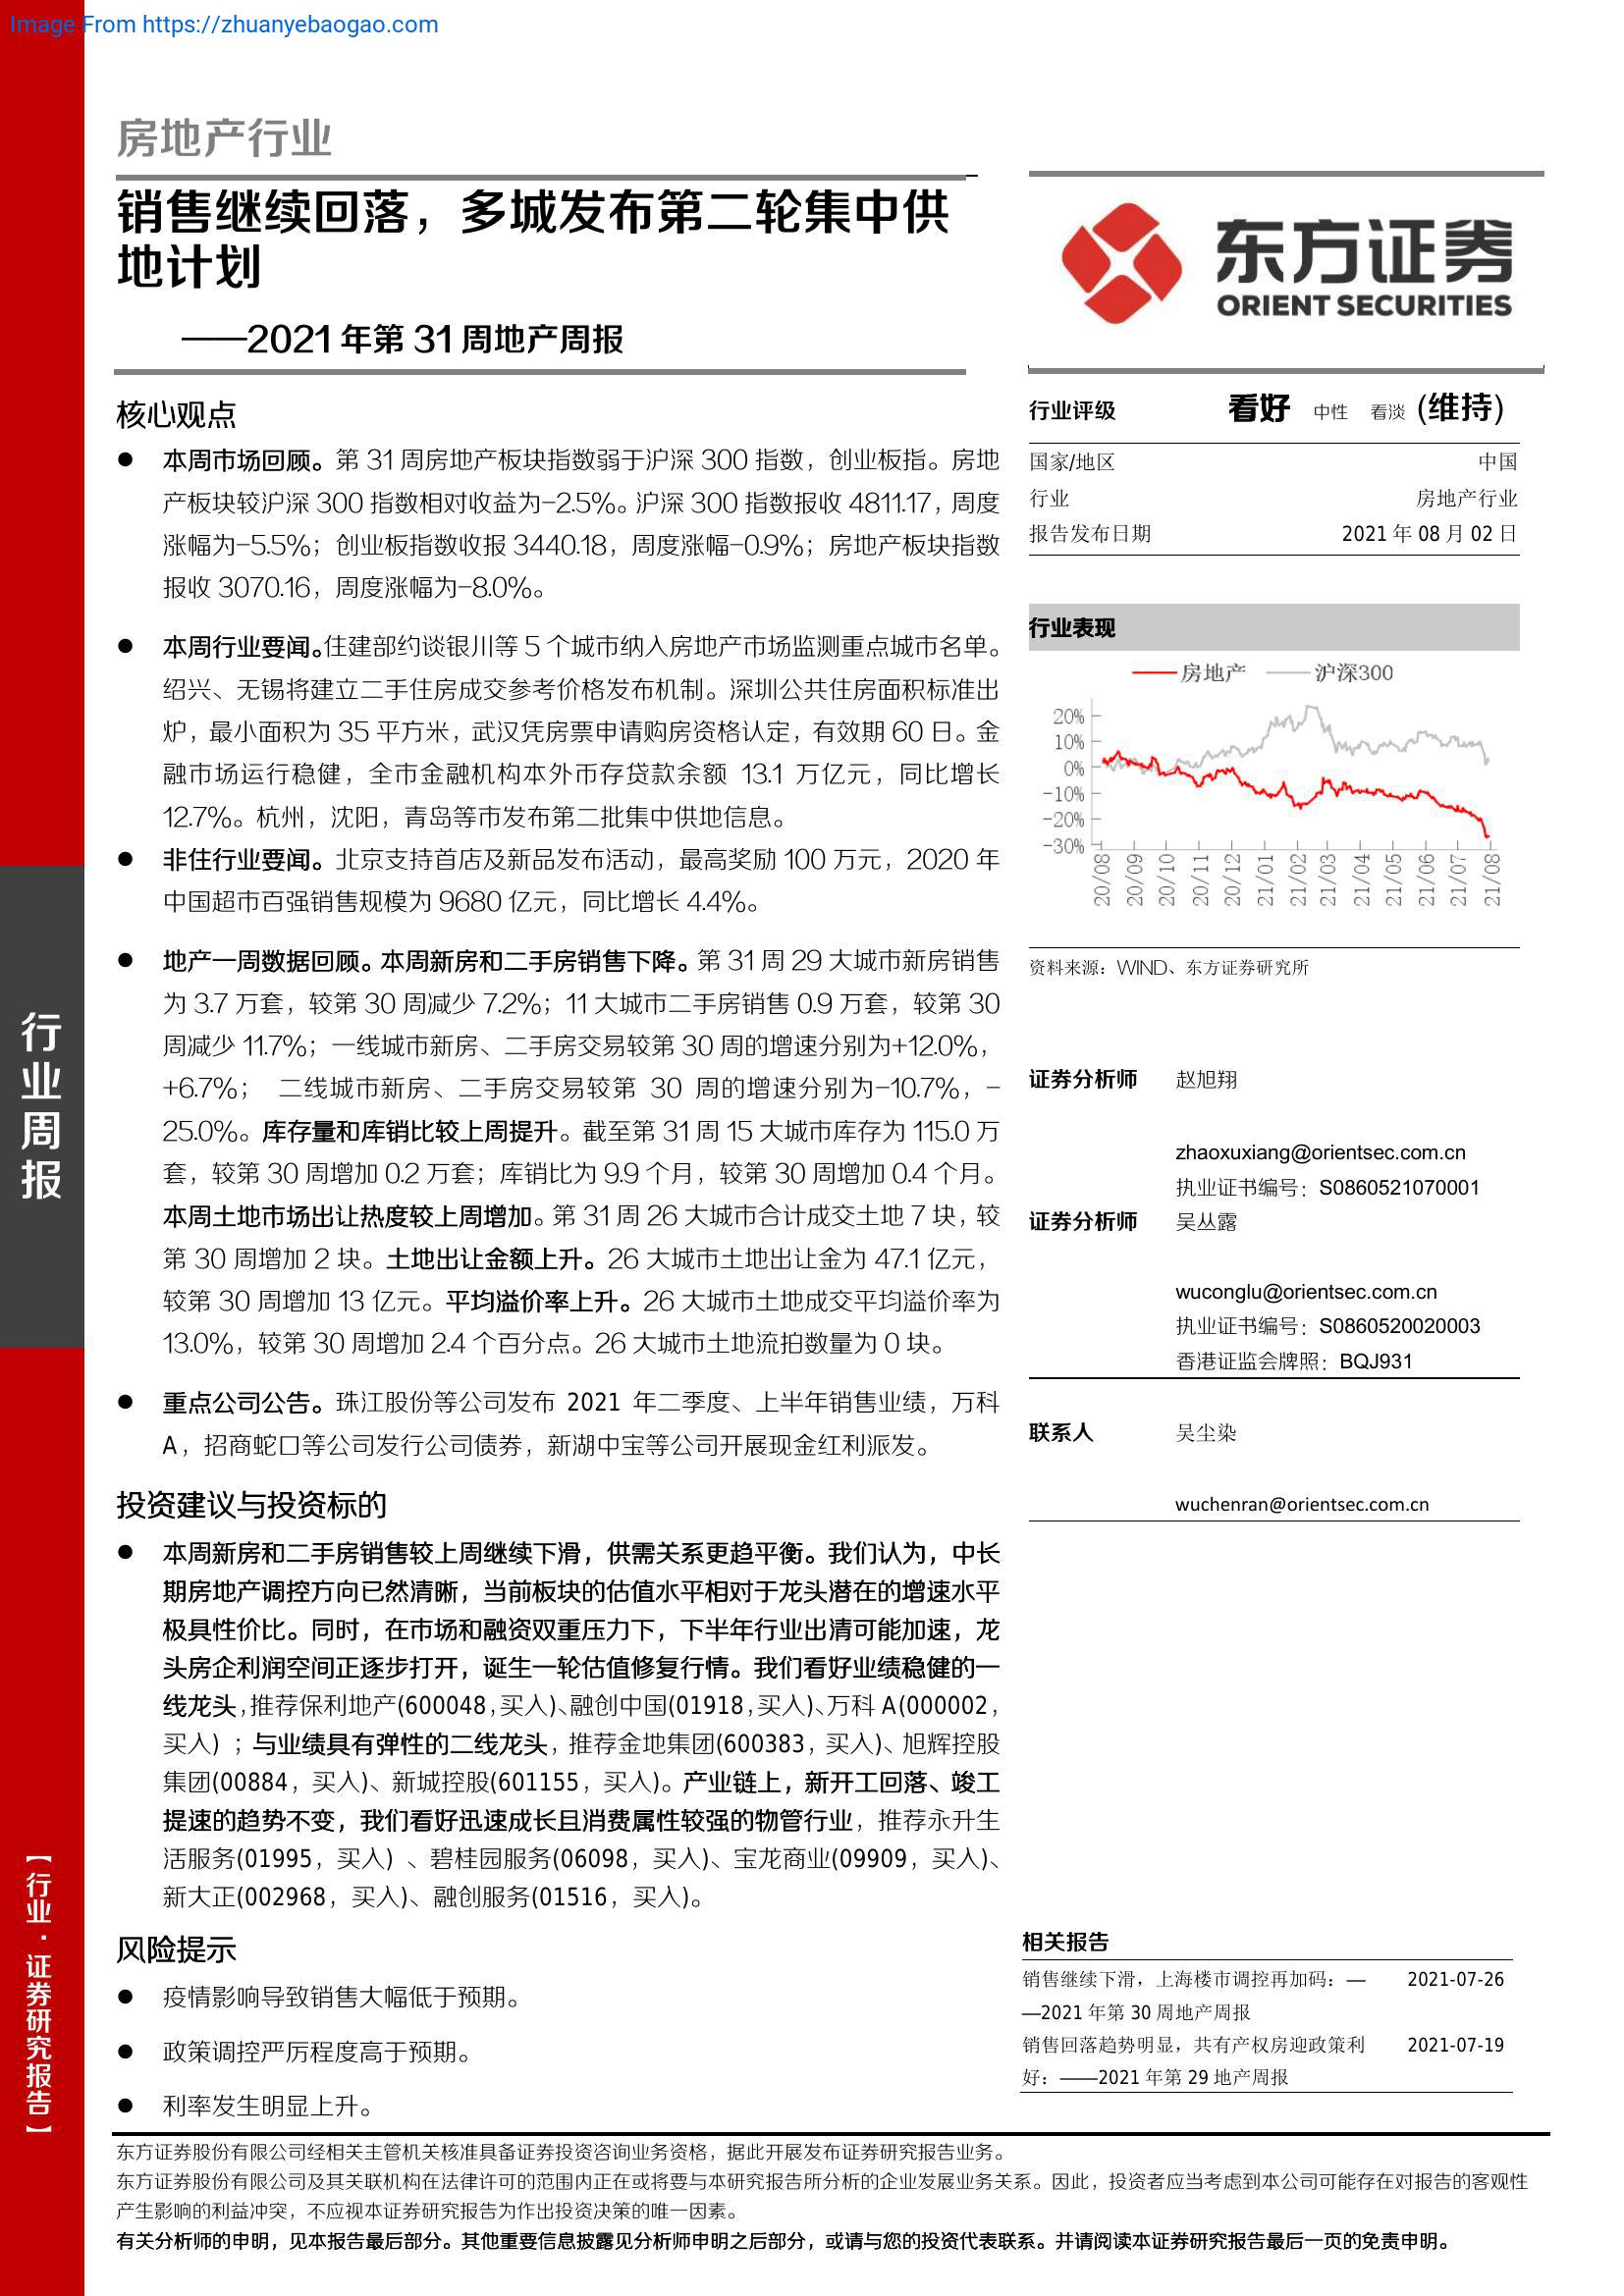 Image From https://zhuanyebaogao.com
房地产行业
销售继续回落，多城发布第二轮集中供
地计划
——2021 年第 31 周地产周报
东方证券
ORIENT SECURITIES
核心观点
● 本周市场回顾。第 31 周房地产板块指数弱于沪深 300 指数，创业板指。房地
产板块较沪深 300 指数相对收益为-2.5%。沪深 300 指数报收 4811.17，周度
涨幅为-5.5%；创业板指数收报 3440.18，周度涨幅-0.9%；房地产板块指数
报收 3070.16，周度涨幅为-8.0%。
● 本周行业要闻。住建部约谈银川等 5 个城市纳入房地产市场监测重点城市名单。
绍兴、无锡将建立二手住房成交参考价格发布机制。深圳公共住房面积标准出
炉，最小面积为 35 平方米，武汉凭房票申请购房资格认定，有效期 60 日。金
融市场运行稳健，全市金融机构本外币存贷款余额 13.1 万亿元，同比增长
12.7%。杭州，沈阳，青岛等市发布第二批集中供地信息。
● 非住行业要闻。北京支持首店及新品发布活动，最高奖励 100 万元，2020 年
中国超市百强销售规模为 9680 亿元，同比增长 4.4%。
● 地产一周数据回顾。本周新房和二手房销售下降。第 31 周 29 大城市新房销售
为 3.7 万套，较第 30 周减少 7.2%；11 大城市二手房销售 0.9 万套，较第 30
周减少 11.7%；一线城市新房、二手房交易较第 30 周的增速分别为+12.0%，
+6.7%； 二线城市新房、二手房交易较第 30 周的增速分别为-10.7%，-
25.0%。库存量和库销比较上周提升。截至第 31 周 15 大城市库存为 115.0 万
套，较第 30 周增加 0.2 万套；库销比为 9.9 个月，较第 30 周增加 0.4 个月。
本周土地市场出让热度较上周增加。第 31 周 26 大城市合计成交土地 7 块，较
第 30 周增加 2 块。土地出让金额上升。26 大城市土地出让金为 47.1 亿元，
较第 30 周增加 13 亿元。平均溢价率上升。26 大城市土地成交平均溢价率为
13.0%，较第 30 周增加 2.4 个百分点。26 大城市土地流拍数量为 0 块。
● 重点公司公告。珠江股份等公司发布 2021 年二季度、上半年销售业绩，万科
A，招商蛇口等公司发行公司债券，新湖中宝等公司开展现金红利派发。
投资建议与投资标的
● 本周新房和二手房销售较上周继续下滑，供需关系更趋平衡。我们认为，中长
期房地产调控方向已然清晰，当前板块的估值水平相对于龙头潜在的增速水平
极具性价比。同时，在市场和融资双重压力下，下半年行业出清可能加速，龙
头房企利润空间正逐步打开，诞生一轮估值修复行情。我们看好业绩稳健的一
线龙头，推荐保利地产(600048，买入)、融创中国(01918，买入)、万科 A(000002，
买入)；与业绩具有弹性的二线龙头，推荐金地集团(600383，买入)、旭辉控股
集团(00884，买入)、新城控股(601155，买入)。产业链上，新开工回落、竣工
提速的趋势不变，我们看好迅速成长且消费属性较强的物管行业，推荐永升生
活服务(01995，买入) 、碧桂园服务(06098，买入)、宝龙商业(09909，买入)、
新大正(002968，买入)、融创服务(01516，买入)。
风险提示
● 疫情影响导致销售大幅低于预期。
● 政策调控严厉程度高于预期。
● 利率发生明显上升。
行业评级 看好 中性 看淡 (维持)
国家/地区 中国
行业 房地产行业
报告发布日期 2021 年 08 月 02 日
行业表现
房地产 沪深300
20%
10%
0%
-10%
-20%
-30%
20/08 20/09 20/10 20/11 20/12 21/01 21/02 21/03 21/04 21/05 21/06 21/07 21/08
资料来源：WIND、东方证券研究所
证券分析师 赵旭翔
zhaoxuxiang@orientsec.com.cn
执业证书编号：S0860521070001
证券分析师 吴丛露
wuconglu@orientsec.com.cn
执业证书编号：S0860520020003
香港证监会牌照：BQJ931
联系人 吴尘染
wuchenran@orientsec.com.cn
相关报告
销售继续下滑，上海楼市调控再加码：— 2021-07-26
—2021 年第 30 周地产周报
销售回落趋势明显，共有产权房迎政策利 2021-07-19
好：——2021 年第 29 地产周报
行业周报
【行业·证券研究报告】
东方证券股份有限公司经相关主管机关核准具备证券投资咨询业务资格，据此开展发布证券研究报告业务。
东方证券股份有限公司及其关联机构在法律许可的范围内正在或将要与本研究报告所分析的企业发展业务关系。因此，投资者应当考虑到本公司可能存在对报告的客观性
产生影响的利益冲突，不应视本证券研究报告为作出投资决策的唯一因素。
有关分析师的申明，见本报告最后部分。其他重要信息披露见分析师申明之后部分，或请与您的投资代表联系。并请阅读本证券研究报告最后一页的免责申明。